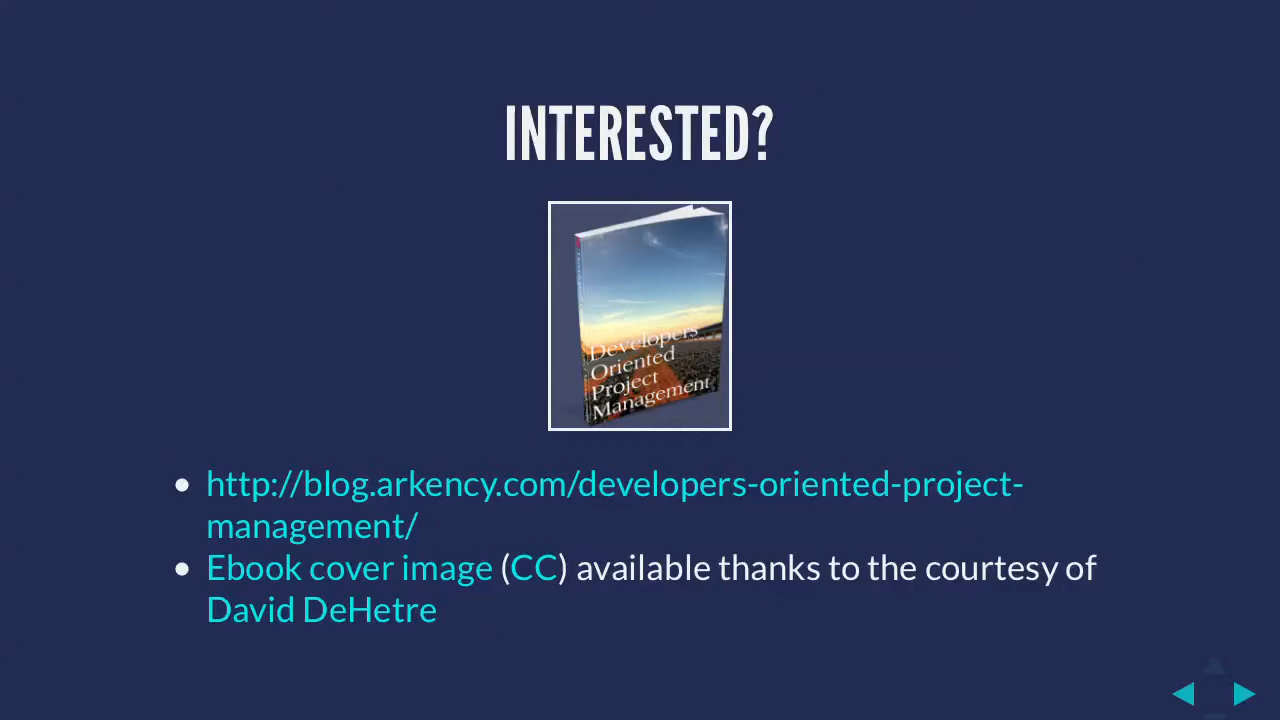 INTERESTED?
Developers
Oriented
Project
Management
http://blog.arkency.com/developers-oriented-project-
management/
Ebook cover image (CC) available thanks to the courtesy of
David DeHetre